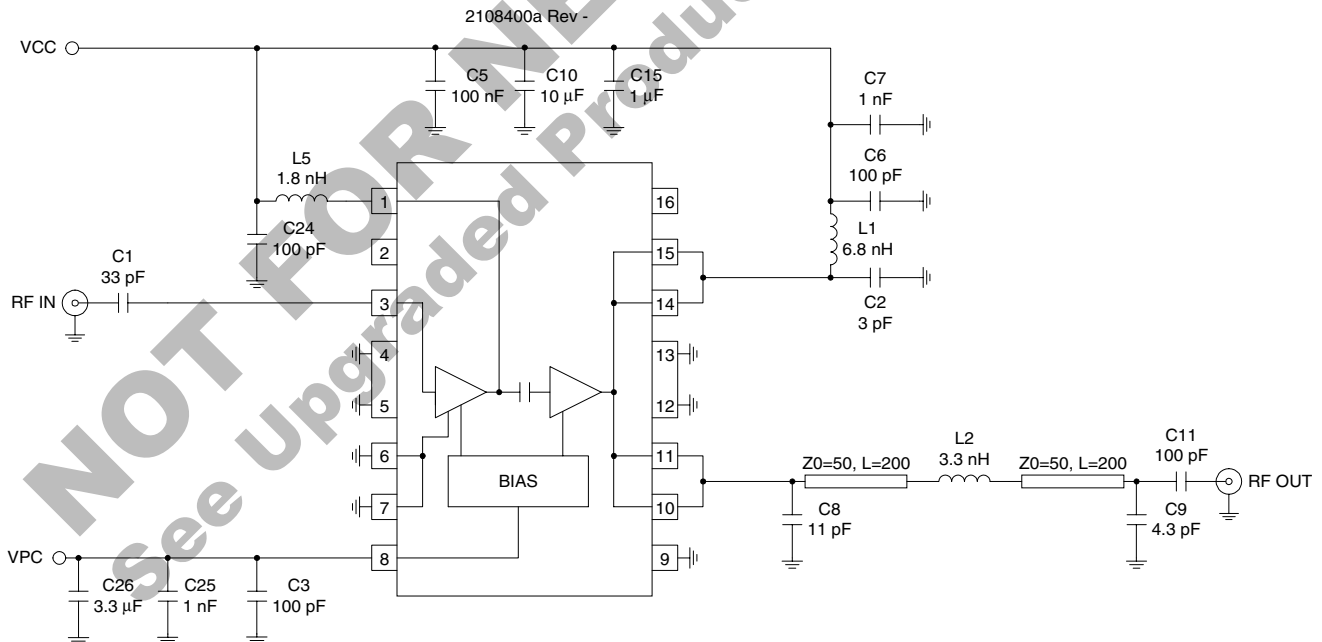 2108400a Rev -
VCC
C5
100 nF
C10
10 µF
C15
1 µF
C7
1 nF
C6
100 pF
L1
6.8 nH
C2
3 pF
L5
1.8 nH
C24
100 pF
C1
33 pF
RF IN
1
2
3
4
5
6
7
8
16
15
14
13
12
11
10
9
BIAS
L2
3.3 nH
Z0=50, L=200
Z0=50, L=200
C11
100 pF
RF OUT
C8
11 pF
C9
4.3 pF
VPC
C26
3.3 µF
C25
1 nF
C3
100 pF
NOT FOR NE
See Upgraded Produc